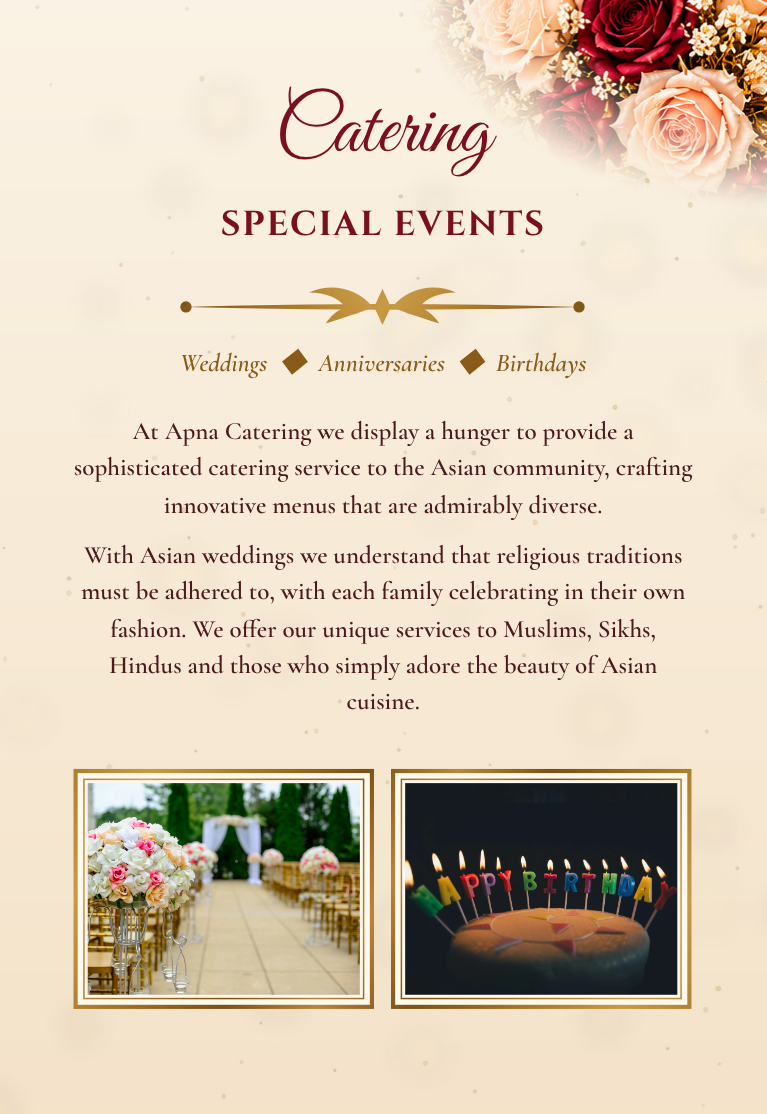 Catering
SPECIAL EVENTS
Weddings ◆ Anniversaries ◆ Birthdays
At Apna Catering we display a hunger to provide a
sophisticated catering service to the Asian community, crafting
innovative menus that are admirably diverse.
With Asian weddings we understand that religious traditions
must be adhered to, with each family celebrating in their own
fashion. We offer our unique services to Muslims, Sikhs,
Hindus and those who simply adore the beauty of Asian
cuisine.
HAPPY BIRTHDAY